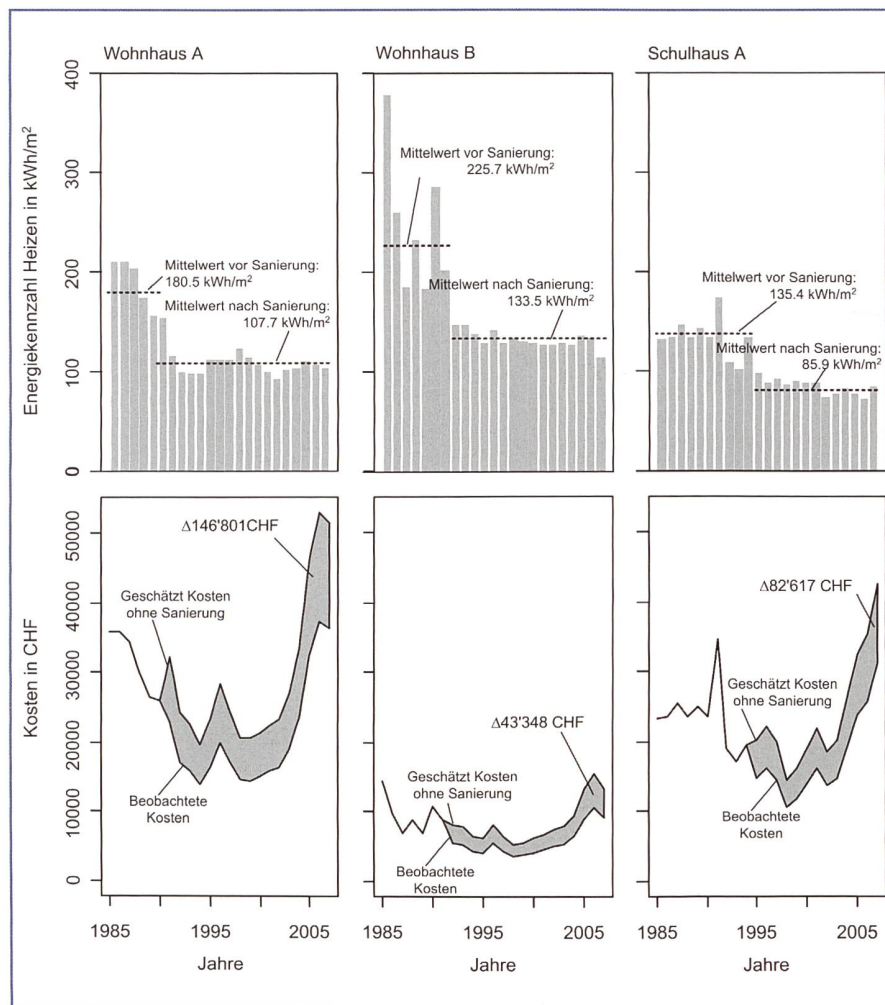 Wohnhaus A
Wohnhaus B
Schulhaus A
Energiekennzahl Heizen in kWh/m²
400
300
200
100
0
Mittelwert vor Sanierung:
180.5 kWh/m²
Mittelwert nach Sanierung:
107.7 kWh/m²
Mittelwert vor Sanierung:
225.7 kWh/m²
Mittelwert nach Sanierung:
133.5 kWh/m²
Mittelwert vor Sanierung:
135.4 kWh/m²
Mittelwert nach Sanierung:
85.9 kWh/m²
Kosten in CHF
50000
40000
30000
20000
10000
0
Δ146'801CHF
Geschätzt Kosten
ohne Sanierung
Beobachtete
Kosten
Δ43'348 CHF
Geschätzt Kosten
ohne Sanierung
Beobachtete
Kosten
Δ82'617 CHF
Geschätzt Kosten
ohne Sanierung
Beobachtete
Kosten
1985 1995 2005
1985 1995 2005
1985 1995 2005
Jahre
Jahre
Jahre